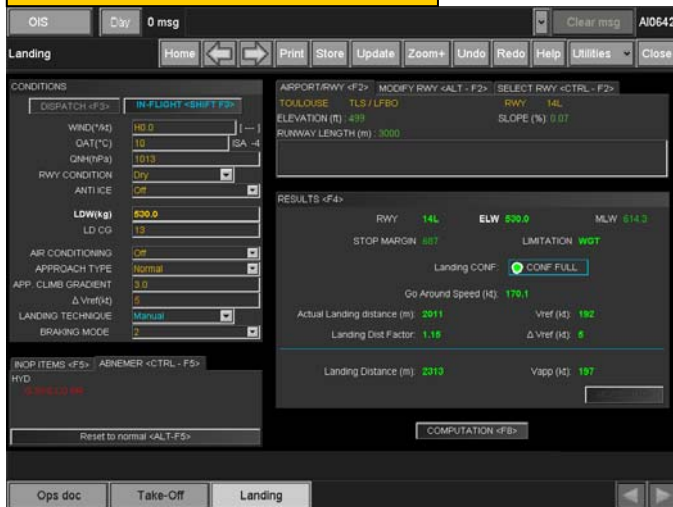 OIS Day 0 msg Clear msg AI0642
Landing Home Print Store Update Zoom+ Undo Redo Help Utilities Close
CONDITIONS
DISPATCH <F3> IN-FLIGHT <SHIFT F3>
WIND(°/kt) H0.0 [ --- ]
OAT(°C) 10 ISA -4
QNH(hPa) 1013
RWY CONDITION Dry
ANTI ICE Off
LDW(kg) 530.0
LD CG 13
AIR CONDITIONING Off
APPROACH TYPE Normal
APP. CLIMB GRADIENT 3.0
Δ Vref(kt) 5
LANDING TECHNIQUE Manual
BRAKING MODE 2
INOP ITEMS <F5> ABNEMER <CTRL - F5>
HYD
Reset to normal <ALT-F5>
AIRPORT/RWY <F2> MODIFY RWY <ALT - F2> SELECT RWY <CTRL - F2>
TOULOUSE TLS / LFBO RWY 14L
ELEVATION (ft) : 499 SLOPE (%): 0.07
RUNWAY LENGTH (m) : 3000
RESULTS <F4>
RWY 14L ELW 530.0 MLW 614.3
STOP MARGIN 687 LIMITATION WGT
Landing CONF: CONF FULL
Go Around Speed (kt): 170.1
Actual Landing distance (m): 2011 Vref (kt): 192
Landing Dist Factor: 1.15 Δ Vref (kt): 5
Landing Distance (m): 2313 Vapp (kt): 197
COMPUTATION <F8>
Ops doc Take-Off Landing